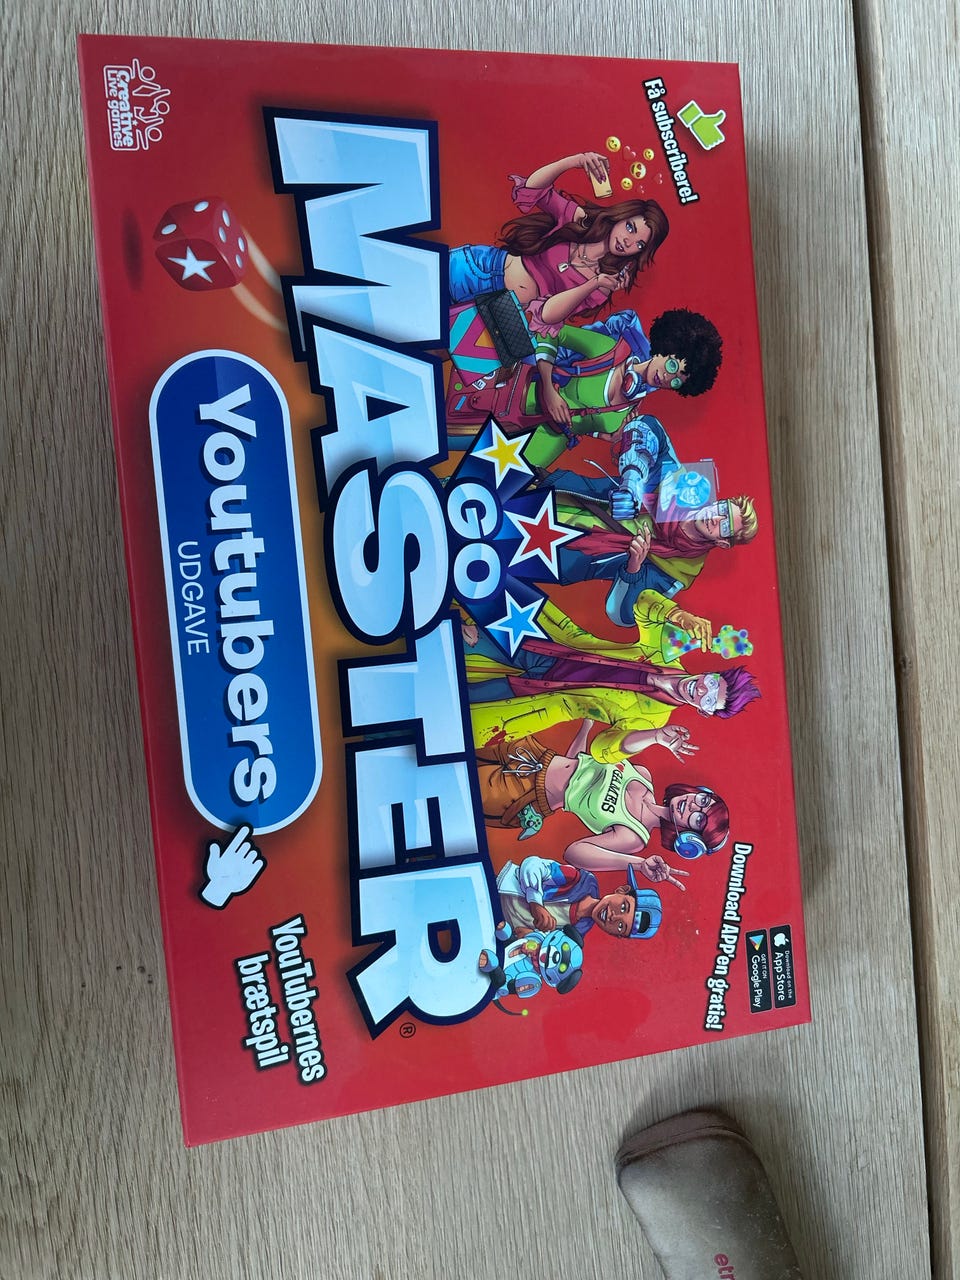 Creative
Live games
Få subscribere!
Download APP'en gratis!
Download on the
App Store
GET IT ON
Google Play
I ♥ GAMES
GO
MASTER®
Youtubers
UDGAVE
YouTubernes
brætspil